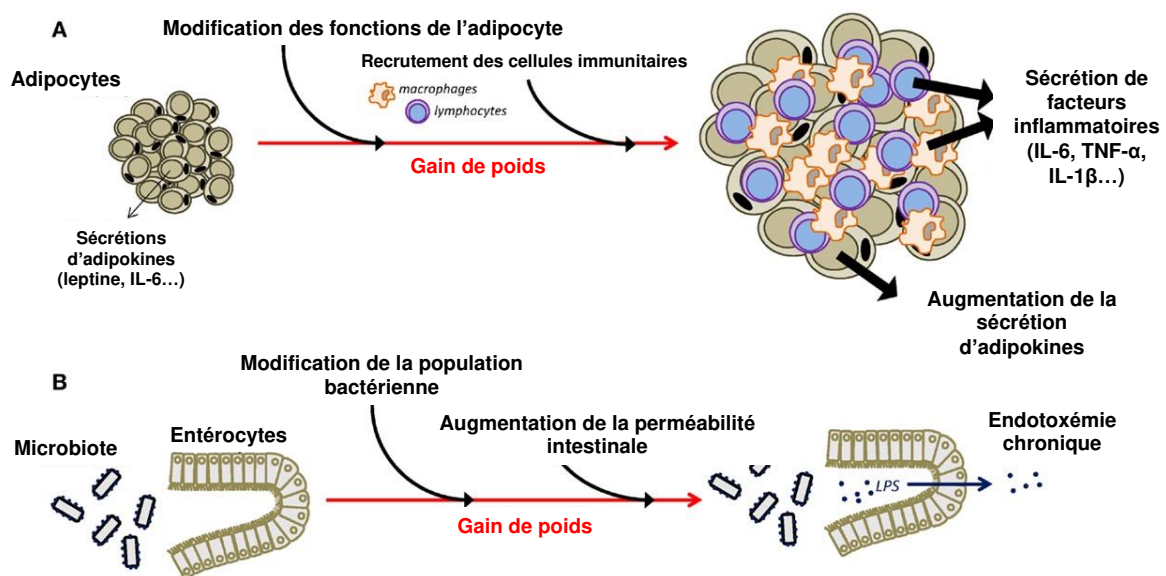 A
Modification des fonctions de l'adipocyte
Adipocytes
Recrutement des cellules immunitaires
macrophages
lymphocytes
Gain de poids
Sécrétions
d'adipokines
(leptine, IL-6…)
Sécrétion de
facteurs
inflammatoires
(IL-6, TNF-α,
IL-1β…)
Augmentation de la
sécrétion
d'adipokines
B
Modification de la population
bactérienne
Microbiote
Entérocytes
Augmentation de la perméabilité
intestinale
Gain de poids
LPS
Endotoxémie
chronique